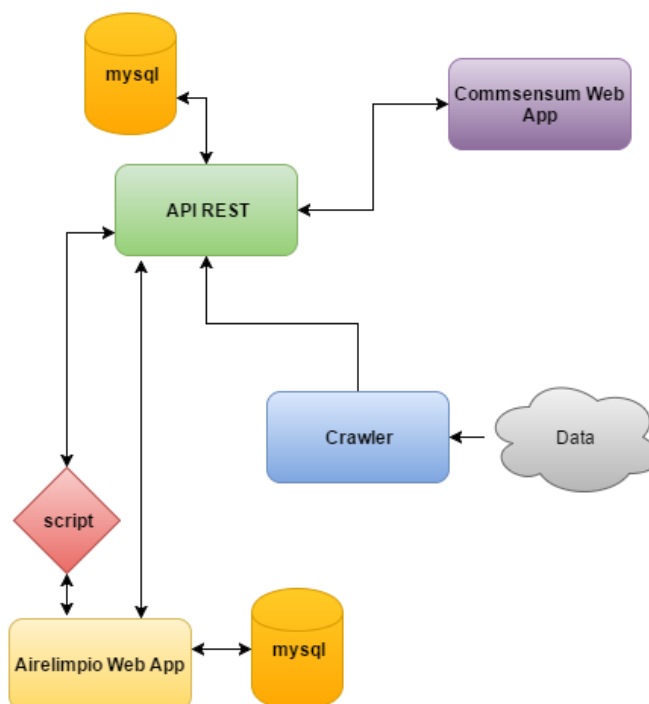 mysql
Commsensum Web
App
API REST
Crawler
Data
script
Airelimpio Web App
mysql